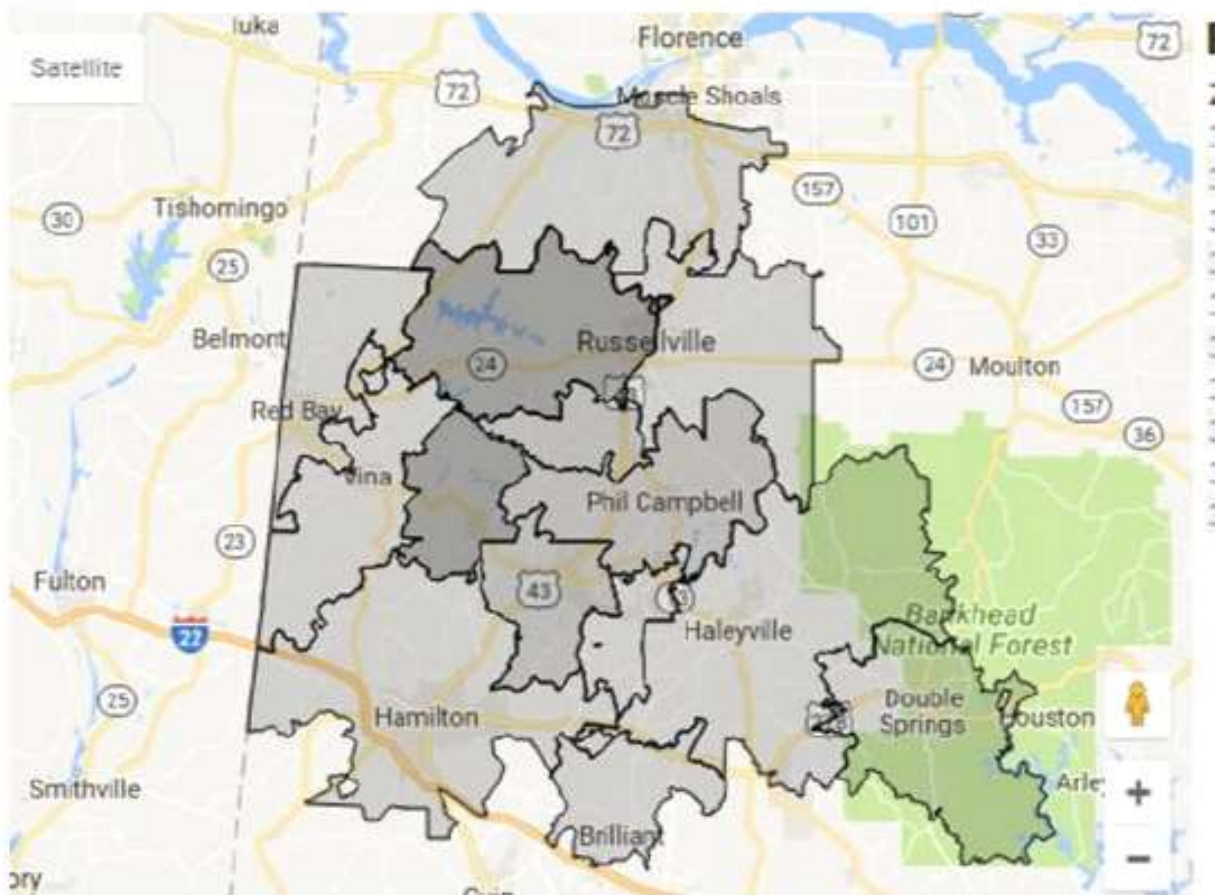 Iuka
Florence
72
Satellite
72
Muscle Shoals
72
157
30
Tishomingo
101
33
25
Belmont
Russellville
24
24
Moulton
Red Bay
157
36
Vina
Phil Campbell
23
Fulton
43
22
Haleyville
Bankhead
National Forest
25
Hamilton
Double
Springs
Houston
Smithville
Arley
+
Brilliant
−
ory